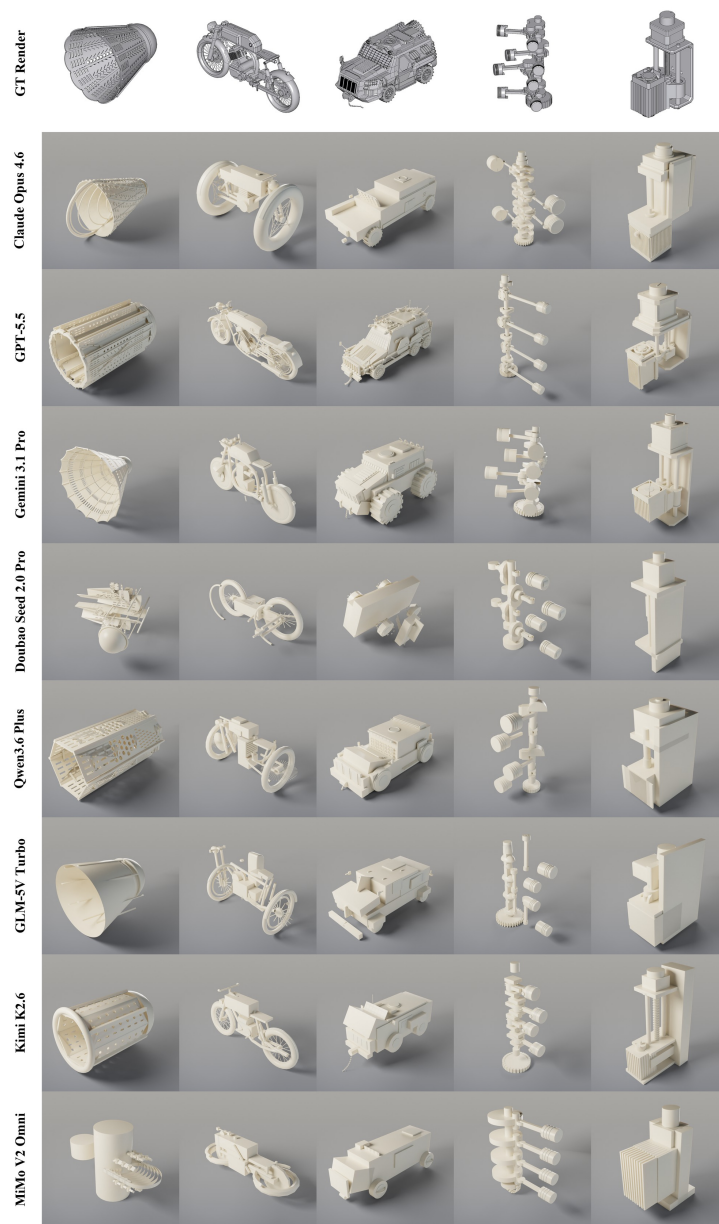 GT Render
Claude Opus 4.6
GPT-5.5
Gemini 3.1 Pro
Doubao Seed 2.0 Pro
Qwen3.6 Plus
GLM-5V Turbo
Kimi K2.6
MiMo V2 Omni